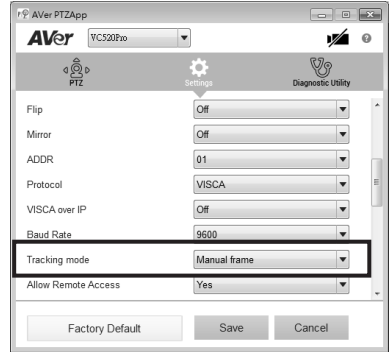 AVer PTZApp
AVer VC520Pro
PTZ Settings Diagnostic Utility
Flip Off
Mirror Off
ADDR 01
Protocol VISCA
VISCA over IP Off
Baud Rate 9600
Tracking mode Manual frame
Allow Remote Access Yes
Factory Default Save Cancel